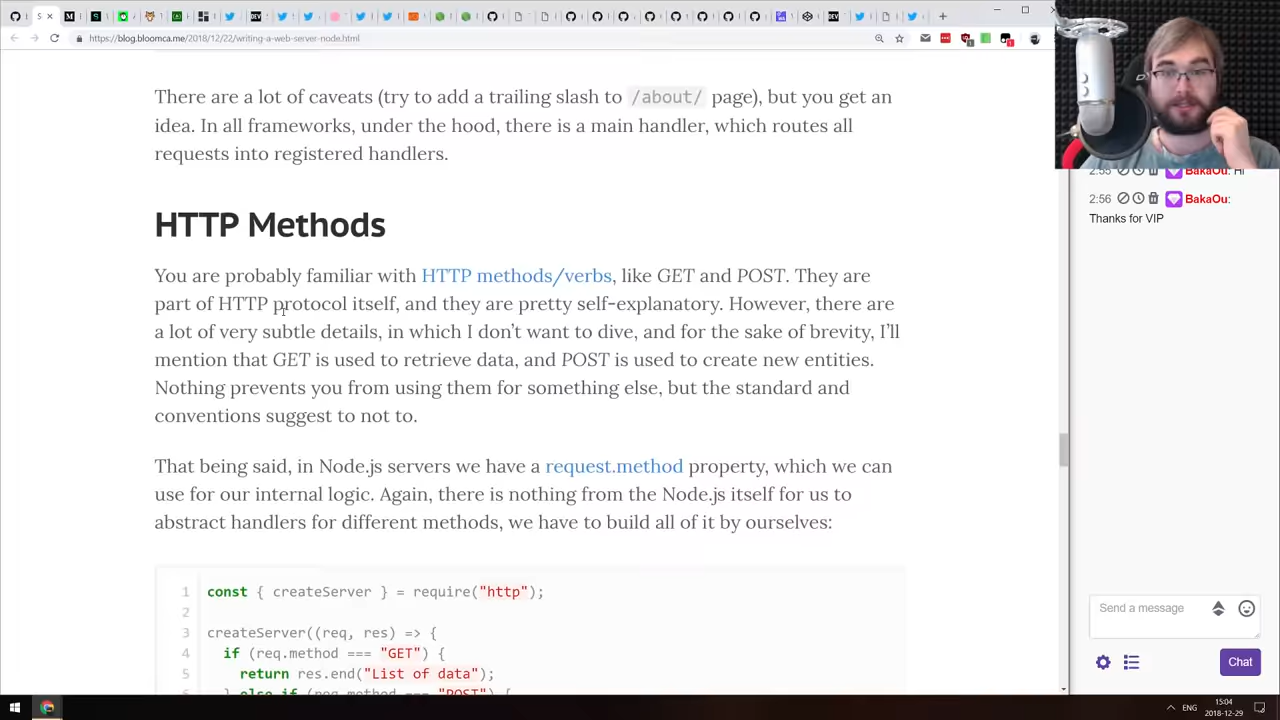 https://blog.bloomca.me/2018/12/22/writing-a-web-server-node.html
There are a lot of caveats (try to add a trailing slash to /about/ page), but you get an
idea. In all frameworks, under the hood, there is a main handler, which routes all
requests into registered handlers.
HTTP Methods
You are probably familiar with HTTP methods/verbs, like GET and POST. They are
part of HTTP protocol itself, and they are pretty self-explanatory. However, there are
a lot of very subtle details, in which I don't want to dive, and for the sake of brevity, I'll
mention that GET is used to retrieve data, and POST is used to create new entities.
Nothing prevents you from using them for something else, but the standard and
conventions suggest to not to.
That being said, in Node.js servers we have a request.method property, which we can
use for our internal logic. Again, there is nothing from the Node.js itself for us to
abstract handlers for different methods, we have to build all of it by ourselves:
1 const { createServer } = require("http");
2
3 createServer((req, res) => {
4 if (req.method === "GET") {
5 return res.end("List of data");
6 } else if (req.method === "POST") {
2:55 BakaOu: Hi
2:56 BakaOu:
Thanks for VIP
Send a message
Chat
ENG
15:04
2018-12-29